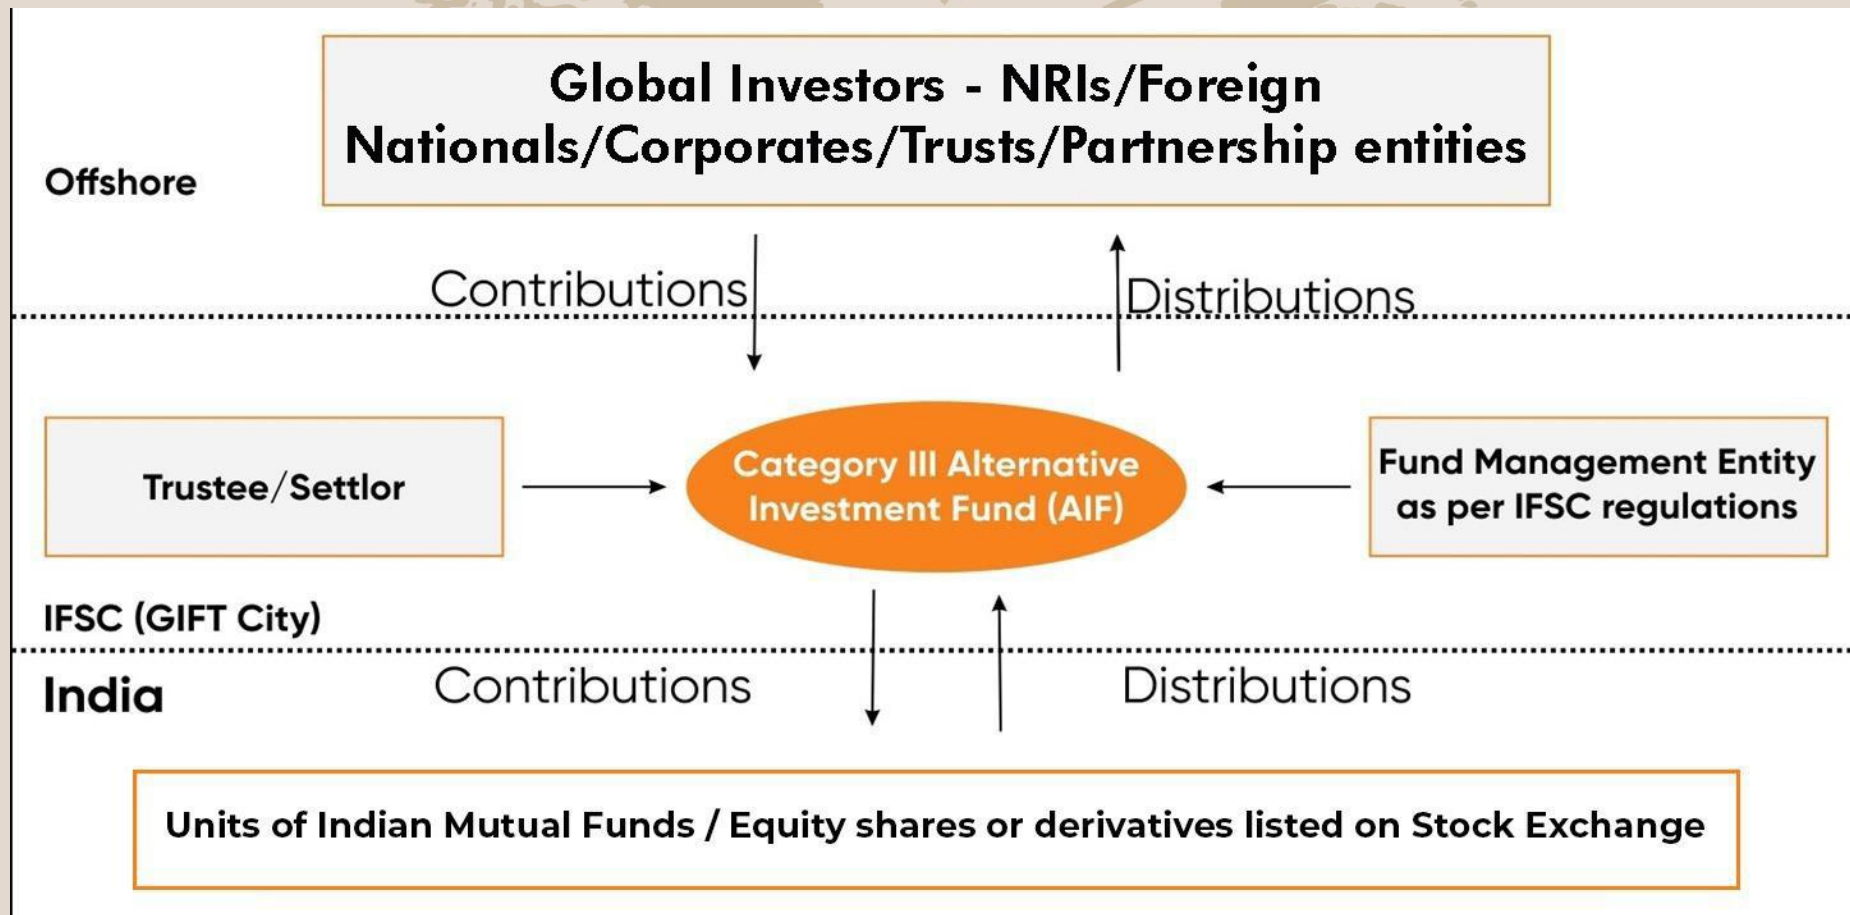 Global Investors - NRIs/Foreign
Nationals/Corporates/Trusts/Partnership entities
Offshore
Contributions
Distributions
Trustee/Settlor
Category III Alternative
Investment Fund (AIF)
Fund Management Entity
as per IFSC regulations
IFSC (GIFT City)
India
Contributions
Distributions
Units of Indian Mutual Funds / Equity shares or derivatives listed on Stock Exchange